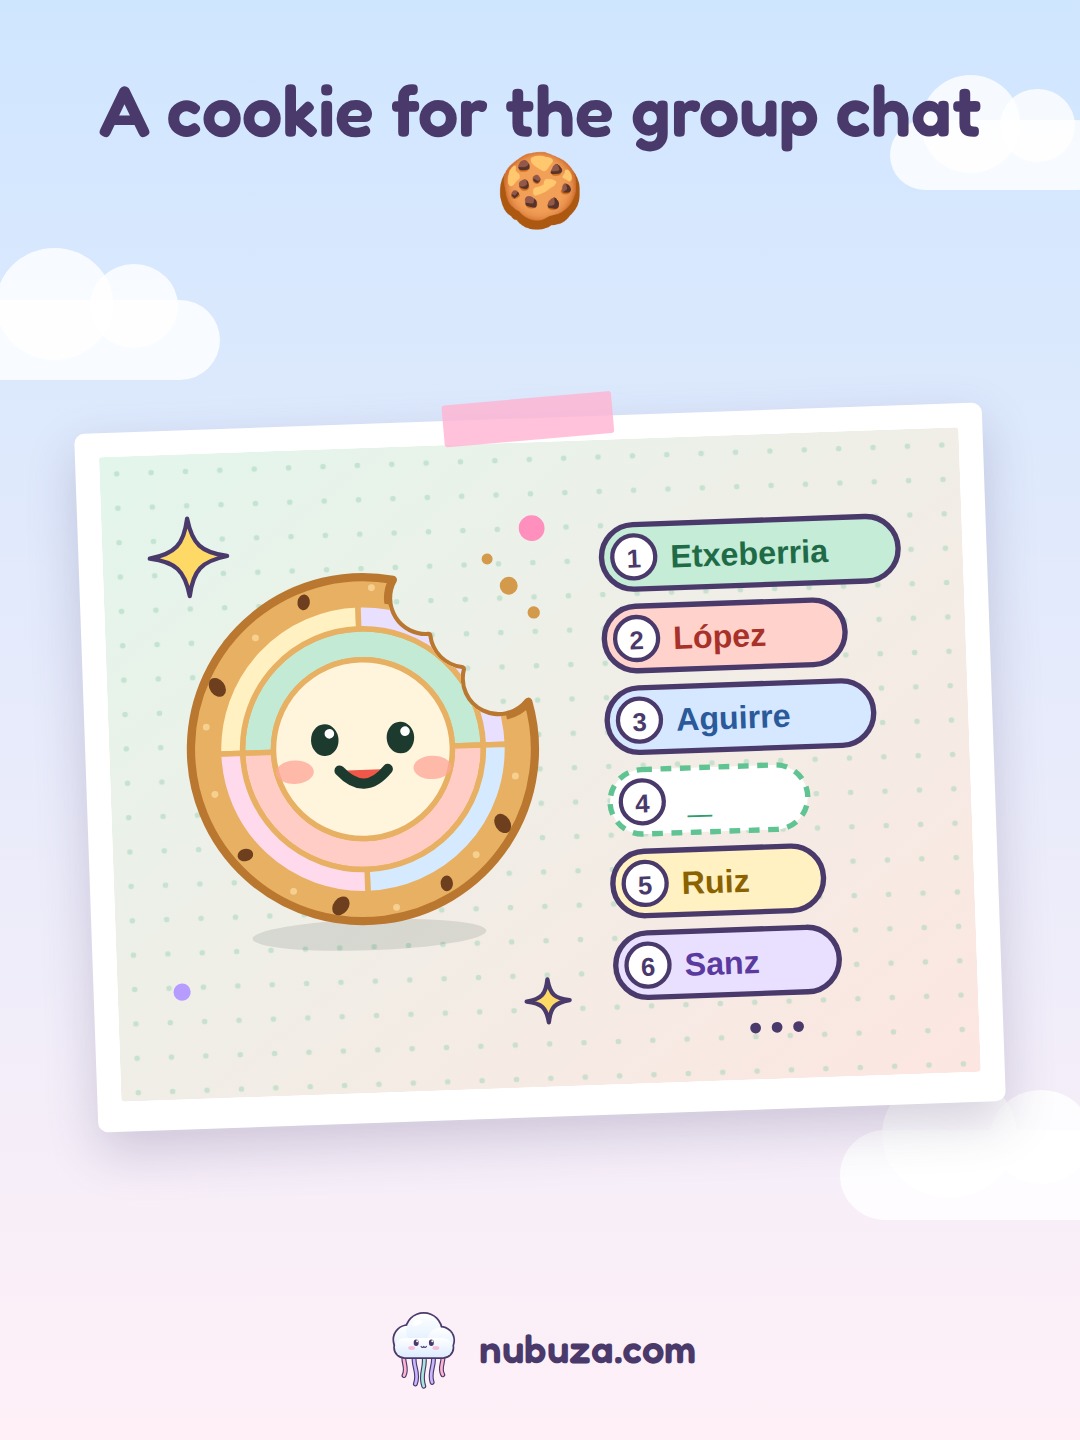 A cookie for the group chat
🍪
1 Etxeberria
2 López
3 Aguirre
4 _
5 Ruiz
6 Sanz
•••
nubuza.com